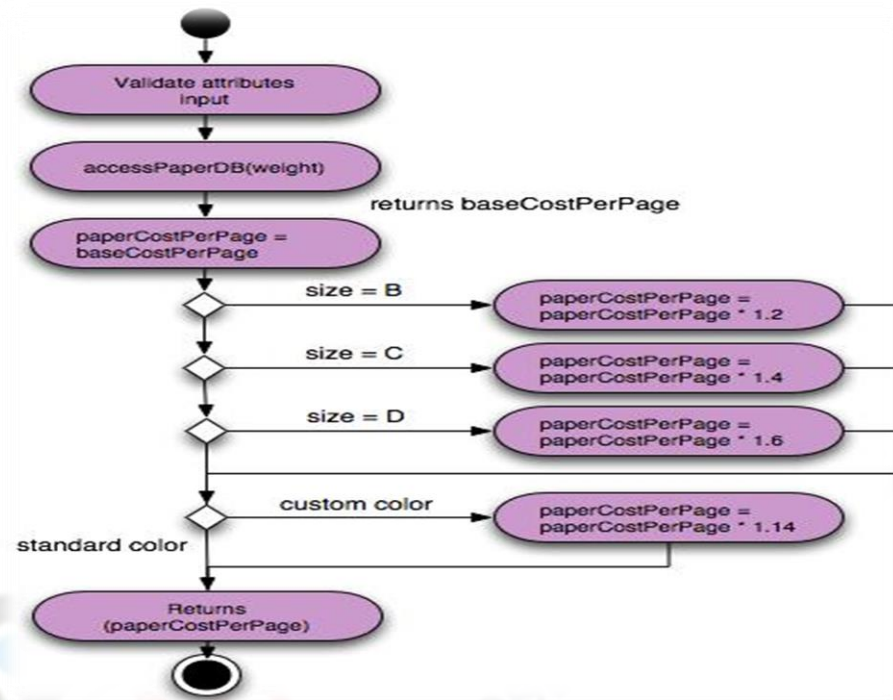 Validate attributes
input
accessPaperDB(weight)
returns baseCostPerPage
paperCostPerPage =
baseCostPerPage
size = B
paperCostPerPage =
paperCostPerPage * 1.2
size = C
paperCostPerPage =
paperCostPerPage * 1.4
size = D
paperCostPerPage =
paperCostPerPage * 1.6
custom color
paperCostPerPage =
paperCostPerPage * 1.14
standard color
Returns
(paperCostPerPage)